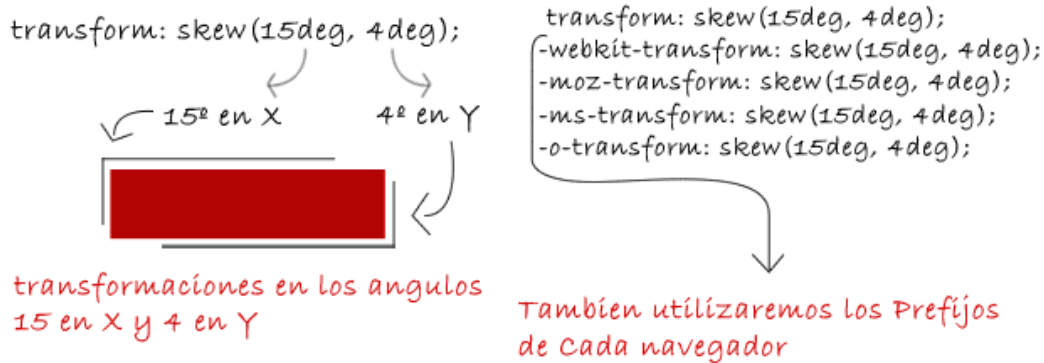 transform: skew(15deg, 4deg);
15º en X
4º en Y
transformaciones en los angulos
15 en X y 4 en Y
transform: skew(15deg, 4deg);
-webkit-transform: skew(15deg, 4deg);
-moz-transform: skew(15deg, 4deg);
-ms-transform: skew(15deg, 4deg);
-o-transform: skew(15deg, 4deg);
Tambien utilizaremos los Prefijos
de Cada navegador